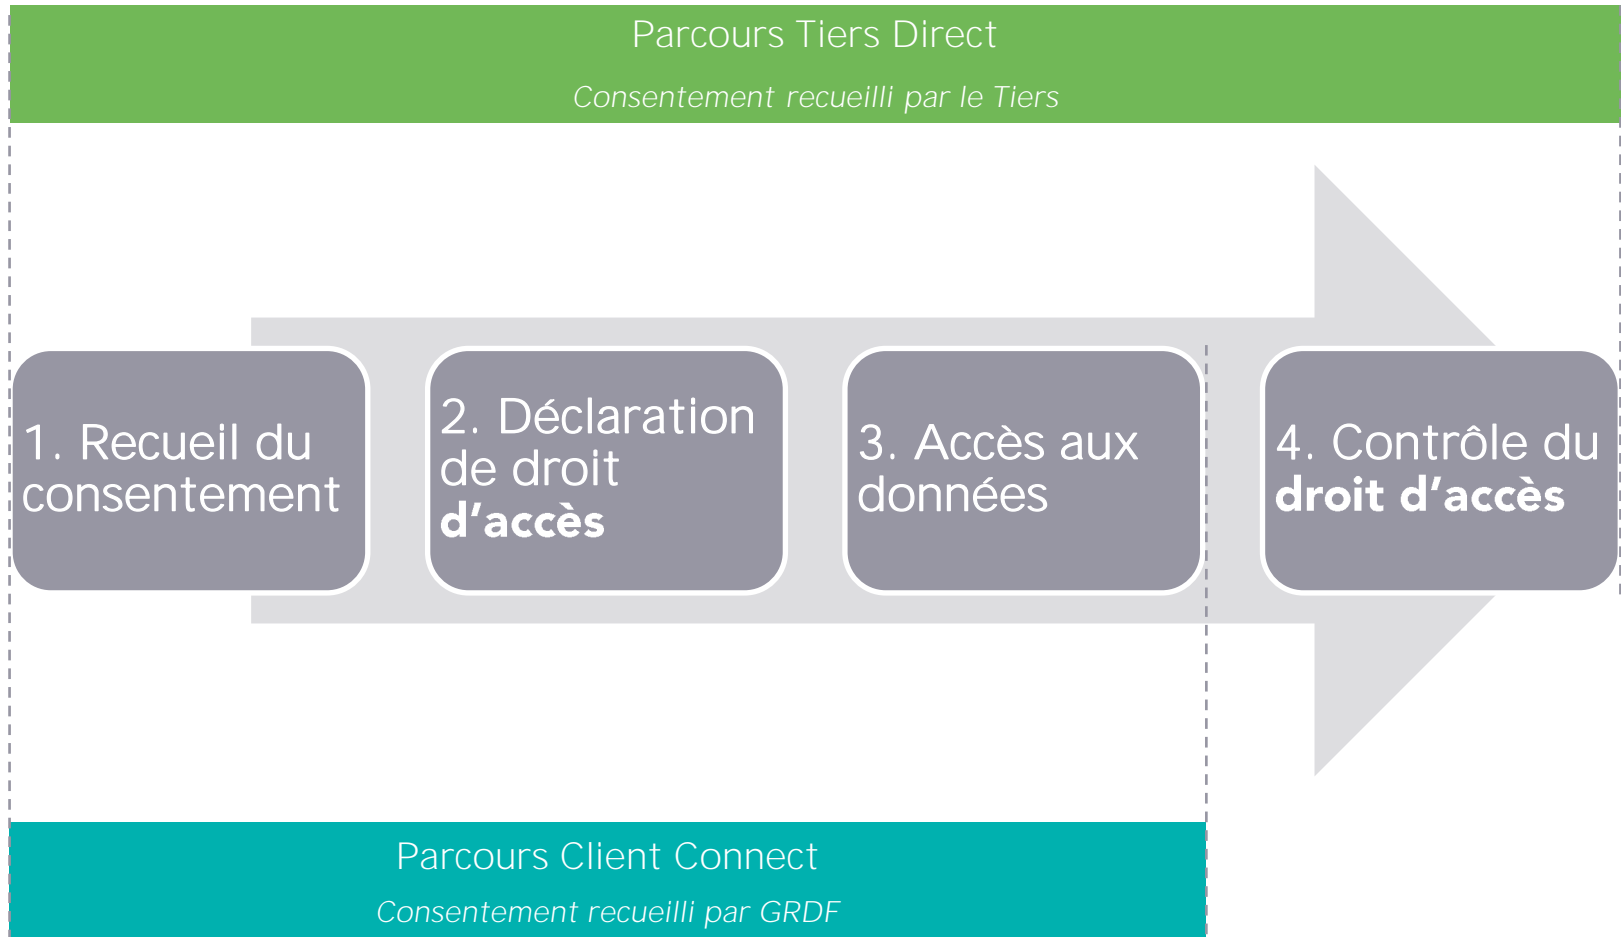 Parcours Tiers Direct
Consentement recueilli par le Tiers
1. Recueil du
consentement
2. Déclaration
de droit
d’accès
3. Accès aux
données
4. Contrôle du
droit d’accès
Parcours Client Connect
Consentement recueilli par GRDF